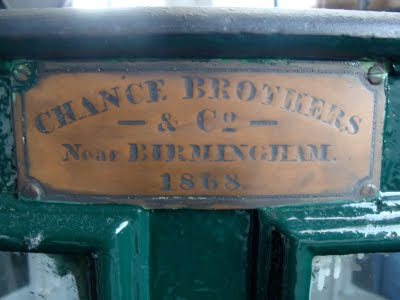 CHANCE BROTHERS
— & Co —
Near BIRMINGHAM.
1868